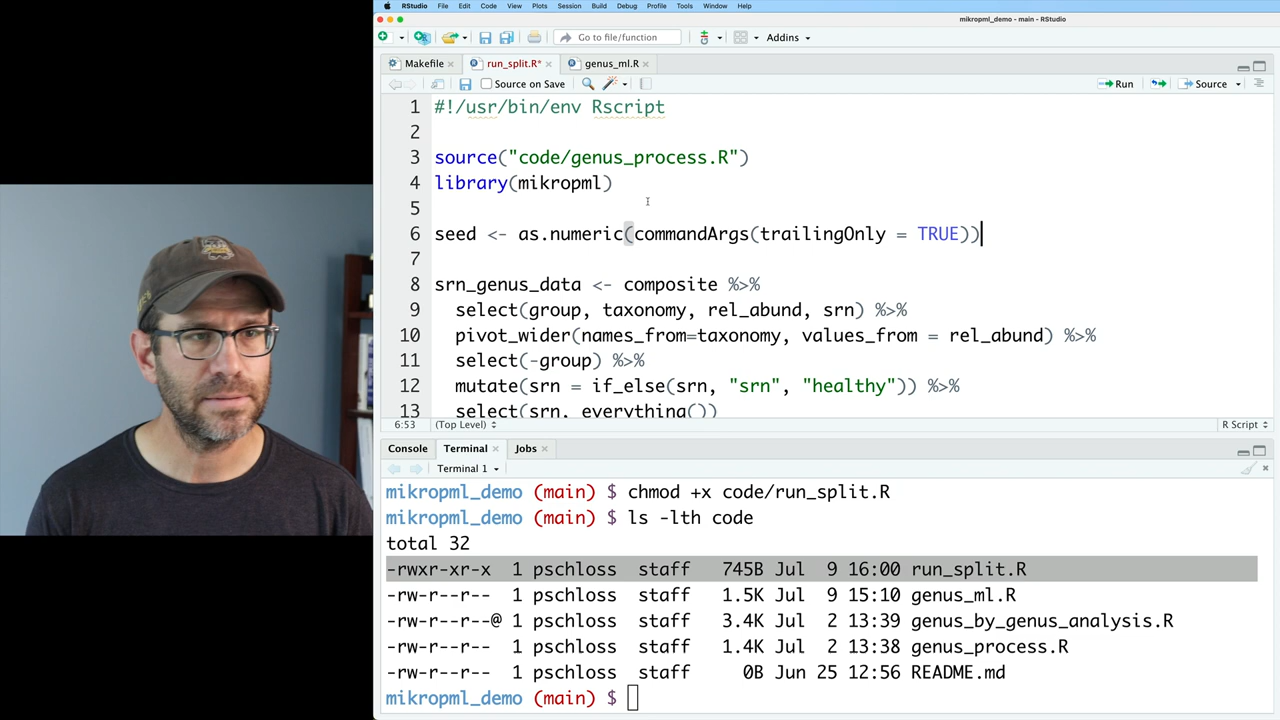 RStudio File Edit Code View Plots Session Build Debug Profile Tools Window Help
mikropml_demo - main - RStudio
Go to file/function Addins
Makefile run_split.R* genus_ml.R
Source on Save Run Source
1 #!/usr/bin/env Rscript
2
3 source("code/genus_process.R")
4 library(mikropml)
5
6 seed <- as.numeric(commandArgs(trailingOnly = TRUE))
7
8 srn_genus_data <- composite %>%
9 select(group, taxonomy, rel_abund, srn) %>%
10 pivot_wider(names_from=taxonomy, values_from = rel_abund) %>%
11 select(-group) %>%
12 mutate(srn = if_else(srn, "srn", "healthy")) %>%
13 select(srn, everything())
6:53 (Top Level) R Script
Console Terminal Jobs
Terminal 1
mikropml_demo (main) $ chmod +x code/run_split.R
mikropml_demo (main) $ ls -lth code
total 32
-rwxr-xr-x 1 pschloss staff 745B Jul 9 16:00 run_split.R
-rw-r--r-- 1 pschloss staff 1.5K Jul 9 15:10 genus_ml.R
-rw-r--r--@ 1 pschloss staff 3.4K Jul 2 13:39 genus_by_genus_analysis.R
-rw-r--r-- 1 pschloss staff 1.4K Jul 2 13:38 genus_process.R
-rw-r--r-- 1 pschloss staff 0B Jun 25 12:56 README.md
mikropml_demo (main) $